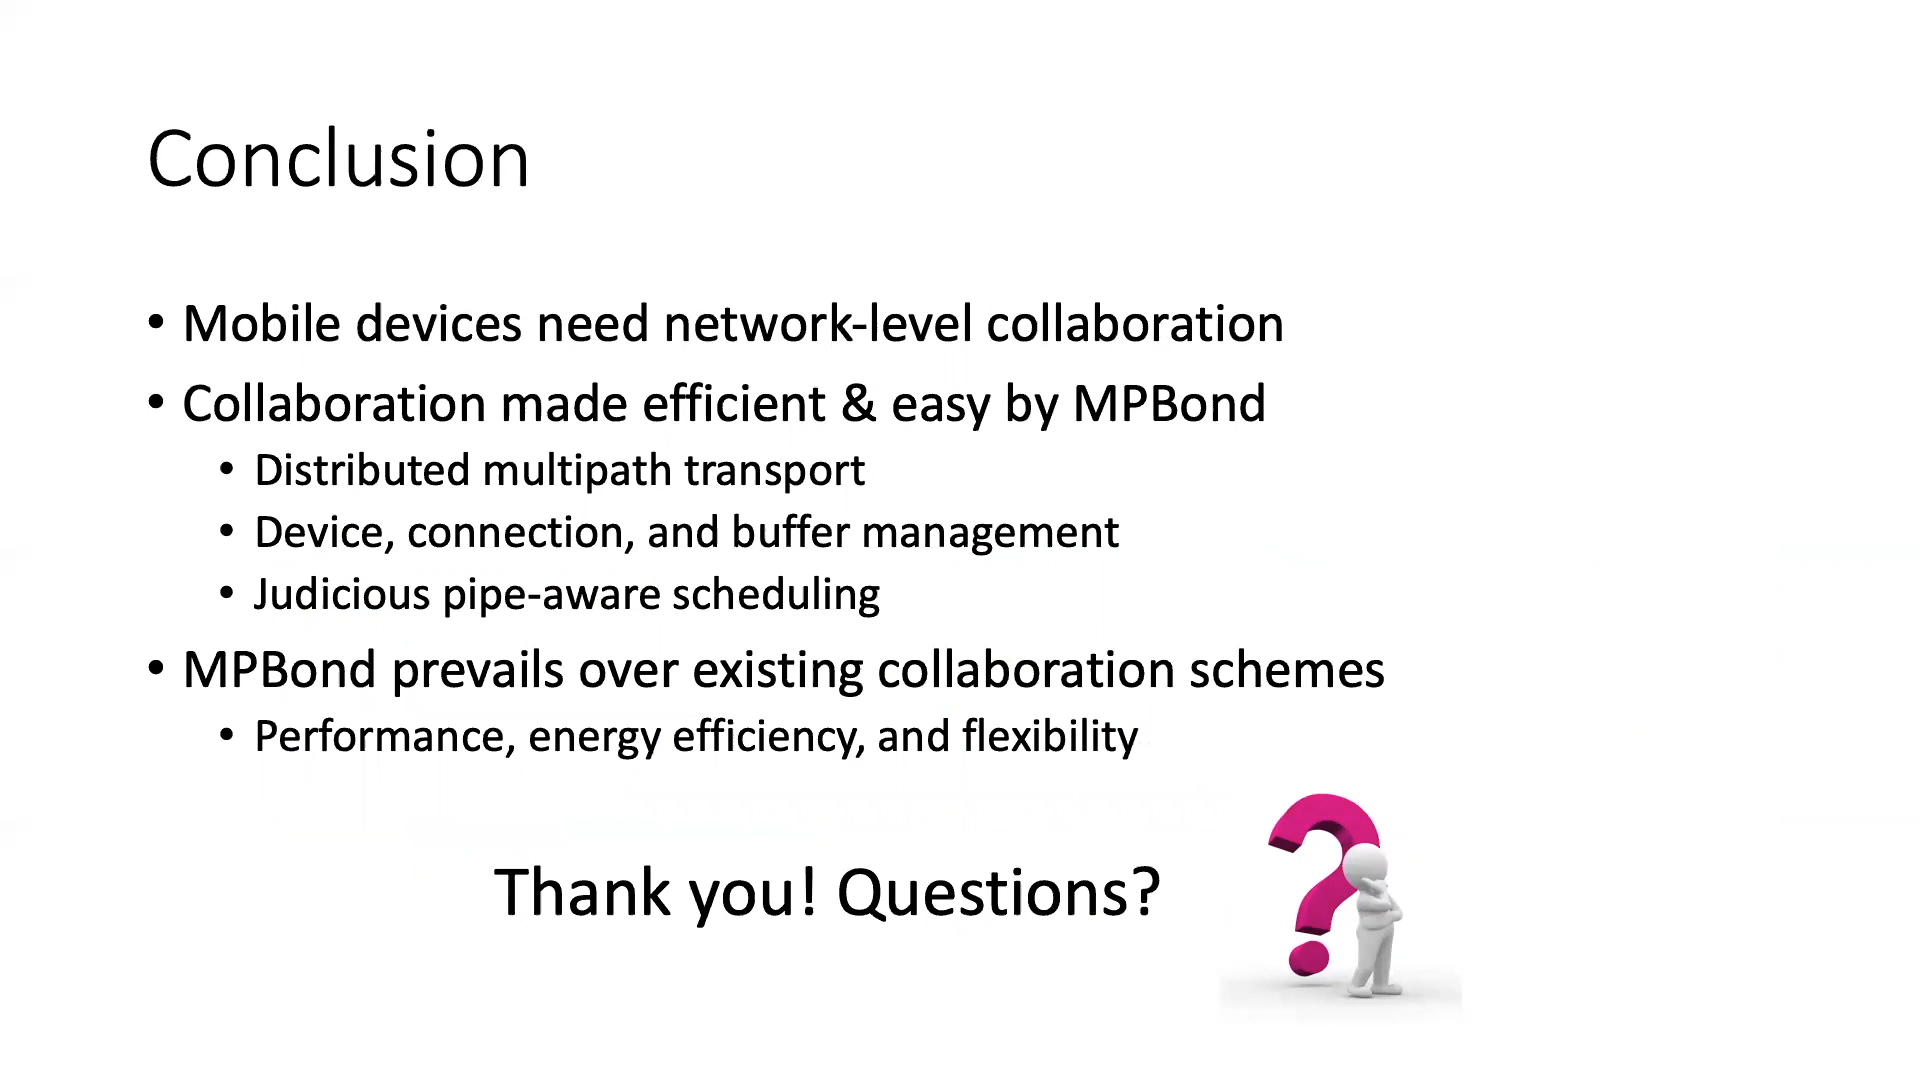 Conclusion
• Mobile devices need network-level collaboration
• Collaboration made efficient & easy by MPBond
• Distributed multipath transport
• Device, connection, and buffer management
• Judicious pipe-aware scheduling
• MPBond prevails over existing collaboration schemes
• Performance, energy efficiency, and flexibility
Thank you! Questions?